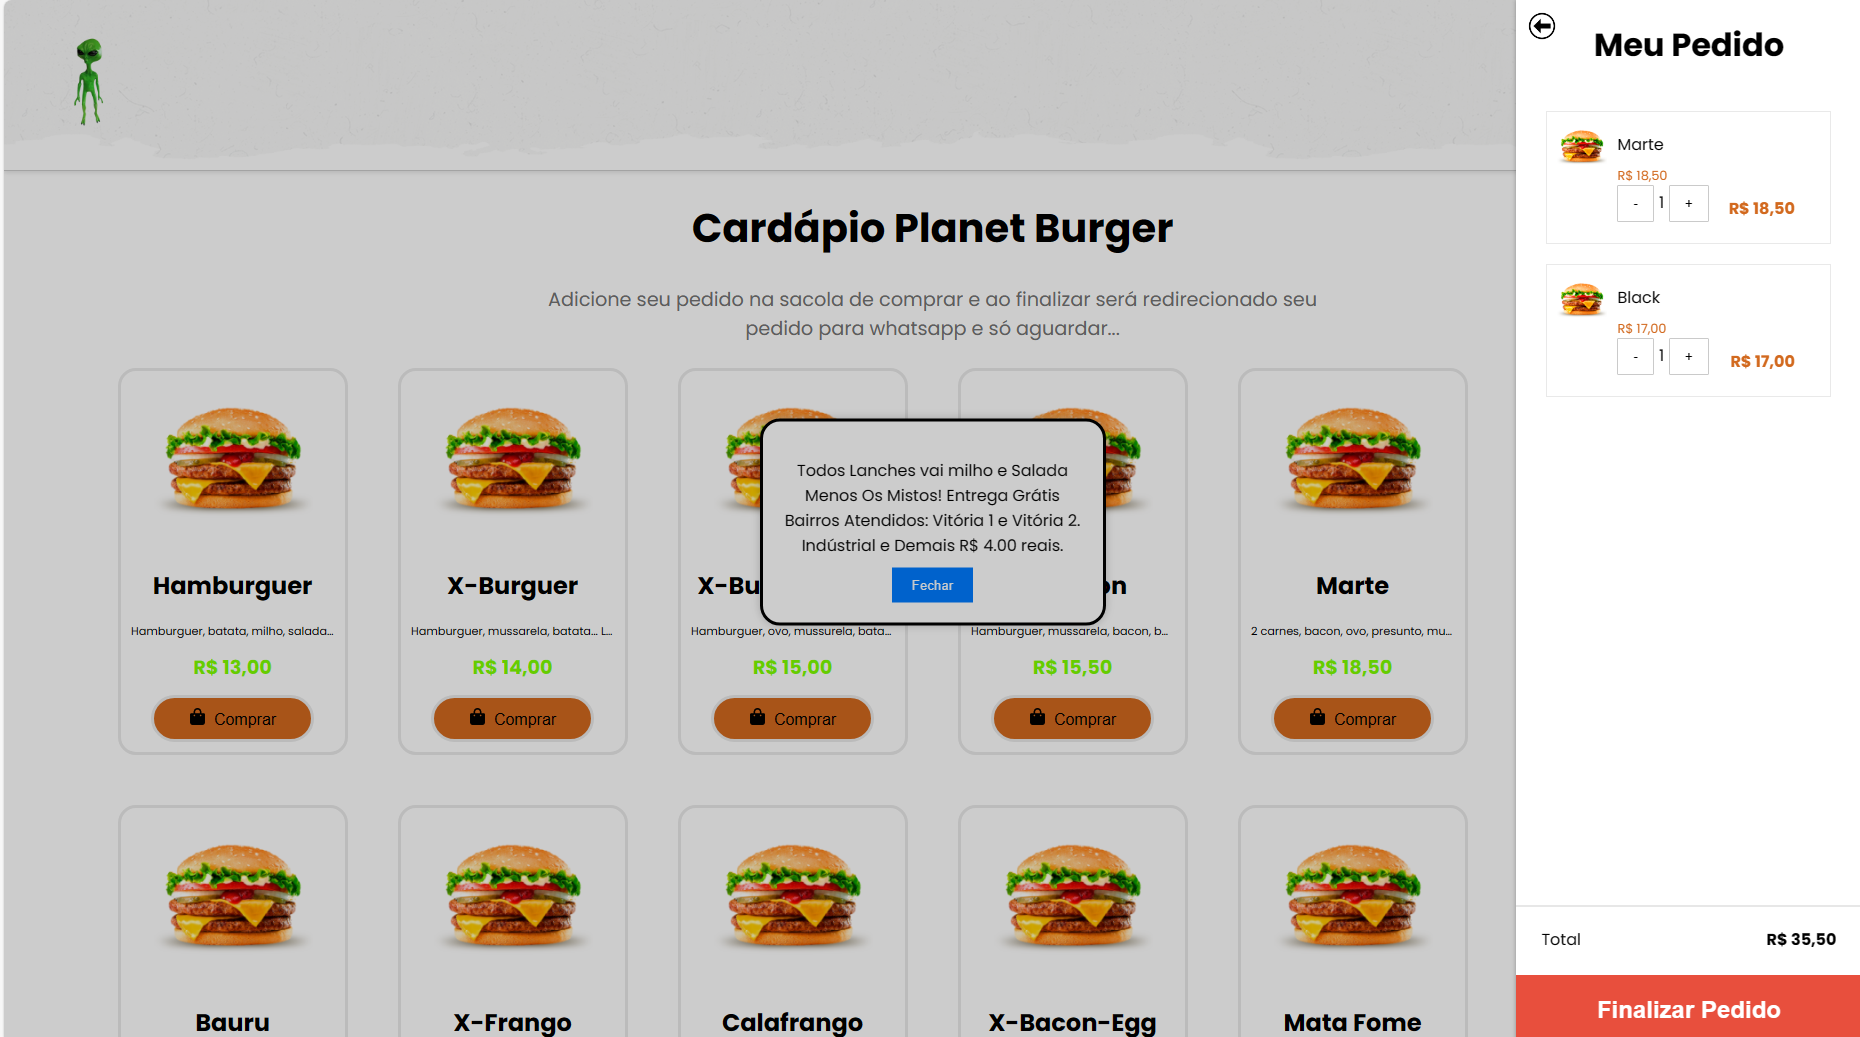 Cardápio Planet Burger
Adicione seu pedido na sacola de comprar e ao finalizar será redirecionado seu
pedido para whatsapp e só aguardar...
Hamburguer
Hamburguer, batata, milho, salada...
R$ 13,00
Comprar
X-Burguer
Hamburguer, mussarela, batata... L...
R$ 14,00
Comprar
X-Bu
Hamburguer, ovo, mussurela, bata...
R$ 15,00
Comprar
on
Hamburguer, mussarela, bacon, b...
R$ 15,50
Comprar
Marte
2 carnes, bacon, ovo, presunto, mu...
R$ 18,50
Comprar
Bauru
X-Frango
Calafrango
X-Bacon-Egg
Mata Fome
Todos Lanches vai milho e Salada
Menos Os Mistos! Entrega Grátis
Bairros Atendidos: Vitória 1 e Vitória 2.
Indústrial e Demais R$ 4.00 reais.
Fechar
Meu Pedido
Marte
R$ 18,50
- 1 + R$ 18,50
Black
R$ 17,00
- 1 + R$ 17,00
Total R$ 35,50
Finalizar Pedido